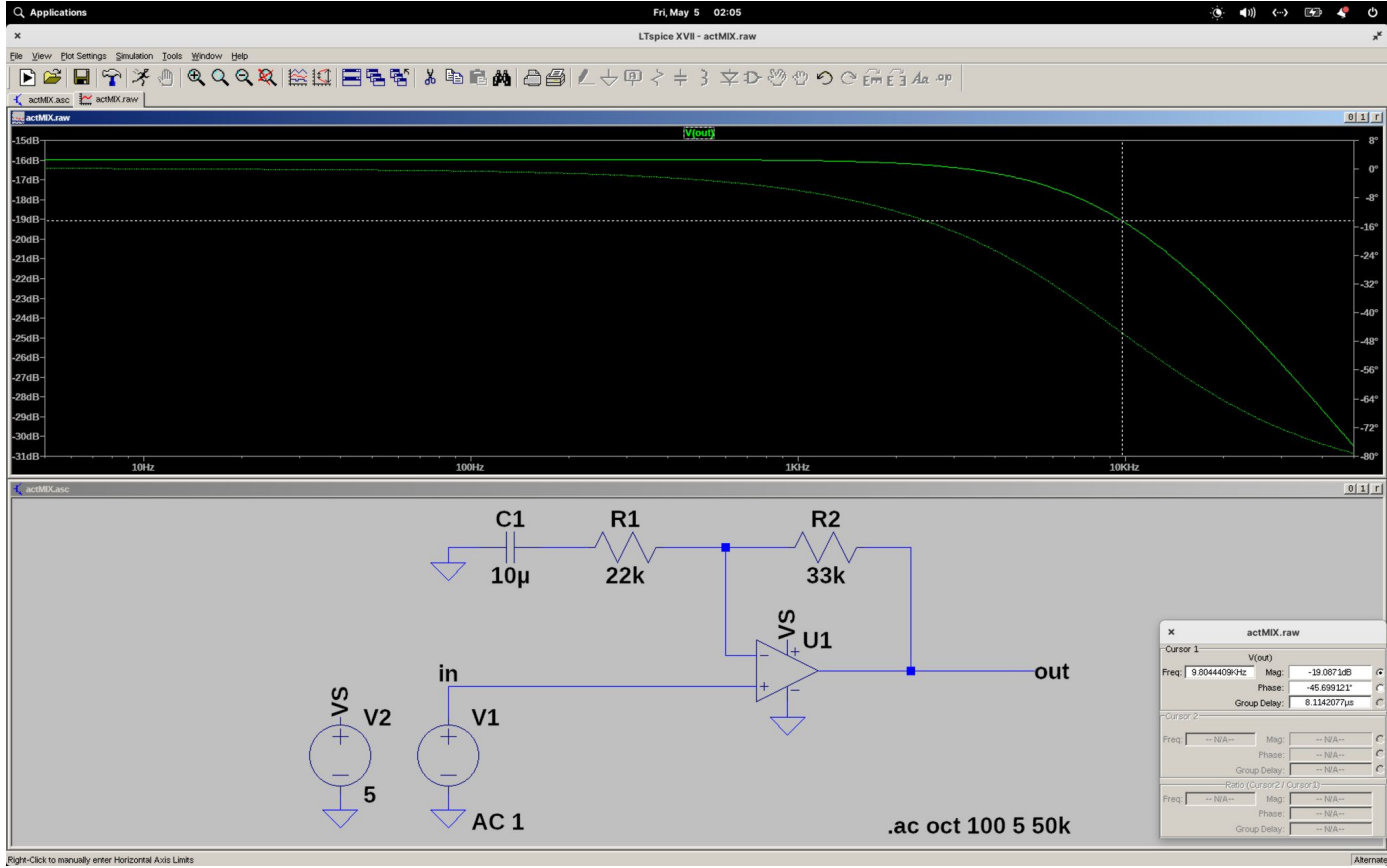 Applications
Fri, May 5 02:05
LTspice XVII - actMIX.raw
File View Plot Settings Simulation Tools Window Help
actMIX.asc actMIX.raw
actMIX.raw
V(out)
-15dB 8°
-16dB 0°
-17dB -8°
-18dB -16°
-19dB -24°
-20dB -32°
-21dB -40°
-22dB -48°
-23dB -56°
-24dB -64°
-25dB -72°
-26dB -80°
-27dB
-28dB
-29dB
-30dB
-31dB
10Hz 100Hz 1KHz 10KHz
actMIX.asc
C1 R1 R2
10µ 22k 33k
VS
U1
in
out
VS
V2 V1
5
AC 1
.ac oct 100 5 50k
actMIX.raw
Cursor 1
V(out)
Freq: 9.8044409KHz Mag: -19.0871dB
Phase: -45.699121°
Group Delay: 8.1142077µs
Cursor 2
Freq: -- N/A-- Mag: -- N/A--
Phase: -- N/A--
Group Delay: -- N/A--
Ratio (Cursor2 / Cursor1)
Freq: -- N/A-- Mag: -- N/A--
Phase: -- N/A--
Group Delay: -- N/A--
Right-Click to manually enter Horizontal Axis Limits
Alternate